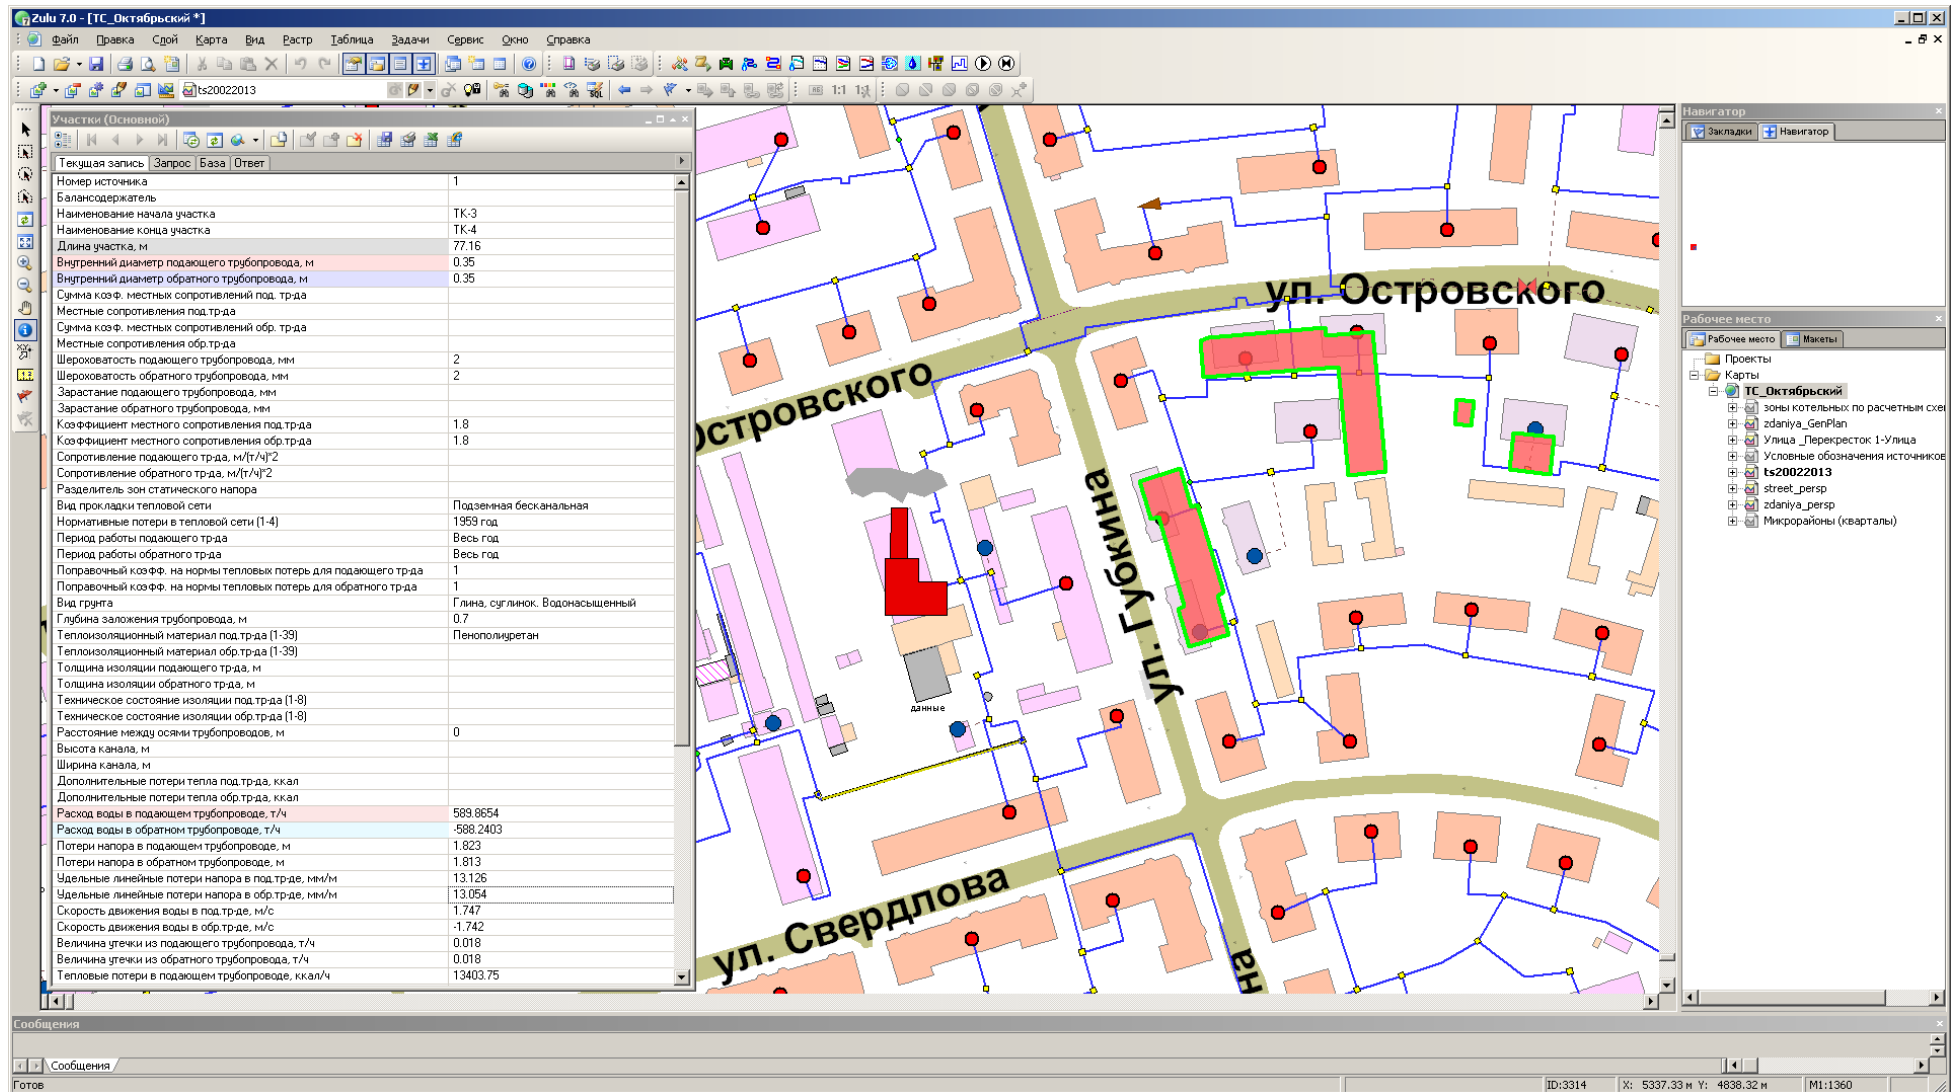 Zulu 7.0 - [ТС_Октябрьский *]
Файл Правка Слой Карта Вид Растр Таблица Задачи Сервис Окно Справка
ts20022013
1:1
SQL
Участки (Основной)
Текущая запись Запрос База Ответ
Номер источника 1
Балансодержатель
Наименование начала участка ТК-3
Наименование конца участка ТК-4
Длина участка, м 77.16
Внутренний диаметр подающего трубопровода, м 0.35
Внутренний диаметр обратного трубопровода, м 0.35
Сумма коэф. местных сопротивлений под. тр-да
Местные сопротивления под.тр-да
Сумма коэф. местных сопротивлений обр. тр-да
Местные сопротивления обр.тр-да
Шероховатость подающего трубопровода, мм 2
Шероховатость обратного трубопровода, мм 2
Зарастание подающего трубопровода, мм
Зарастание обратного трубопровода, мм
Коэффициент местного сопротивления под.тр-да 1.8
Коэффициент местного сопротивления обр.тр-да 1.8
Сопротивление подающего тр-да, м/(т/ч)^2
Сопротивление обратного тр-да, м/(т/ч)^2
Разделитель зон статического напора
Вид прокладки тепловой сети Подземная бесканальная
Нормативные потери в тепловой сети (1-4) 1959 год
Период работы подающего тр-да Весь год
Период работы обратного тр-да Весь год
Поправочный коэфф. на нормы тепловых потерь для подающего тр-да 1
Поправочный коэфф. на нормы тепловых потерь для обратного тр-да 1
Вид грунта Глина, суглинок. Водонасыщенный
Глубина заложения трубопровода, м 0.7
Теплоизоляционный материал под.тр-да (1-39) Пенополиуретан
Теплоизоляционный материал обр.тр-да (1-39)
Толщина изоляции подающего тр-да, м
Толщина изоляции обратного тр-да, м
Техническое состояние изоляции под.тр-да (1-8)
Техническое состояние изоляции обр.тр-да (1-8)
Расстояние между осями трубопроводов, м 0
Высота канала, м
Ширина канала, м
Дополнительные потери тепла под.тр-да, ккал
Дополнительные потери тепла обр.тр-да, ккал
Расход воды в подающем трубопроводе, т/ч 589.8654
Расход воды в обратном трубопроводе, т/ч -588.2403
Потери напора в подающем трубопроводе, м 1.823
Потери напора в обратном трубопроводе, м 1.813
Удельные линейные потери напора в под.тр-де, мм/м 13.126
Удельные линейные потери напора в обр.тр-де, мм/м 13.054
Скорость движения воды в под.тр-де, м/с 1.747
Скорость движения воды в обр.тр-де, м/с -1.742
Величина утечки из подающего трубопровода, т/ч 0.018
Величина утечки из обратного трубопровода, т/ч 0.018
Тепловые потери в подающем трубопроводе, ккал/ч 13403.75
ул. Островского
Островского
ул. Губкина
данные
ул. Свердлова
на
Навигатор
Закладки Навигатор
Рабочее место
Рабочее место Макеты
Проекты
Карты
ТС_Октябрьский
зоны котельных по расчетным схе
zdaniya_GenPlan
Улица _Перекресток 1-Улица
Условные обозначения источников
ts20022013
street_persp
zdaniya_persp
Микрорайоны (кварталы)
Сообщения
Сообщения
Готов ID:3314 X: 5337.33 м Y: 4838.32 м М1:1360